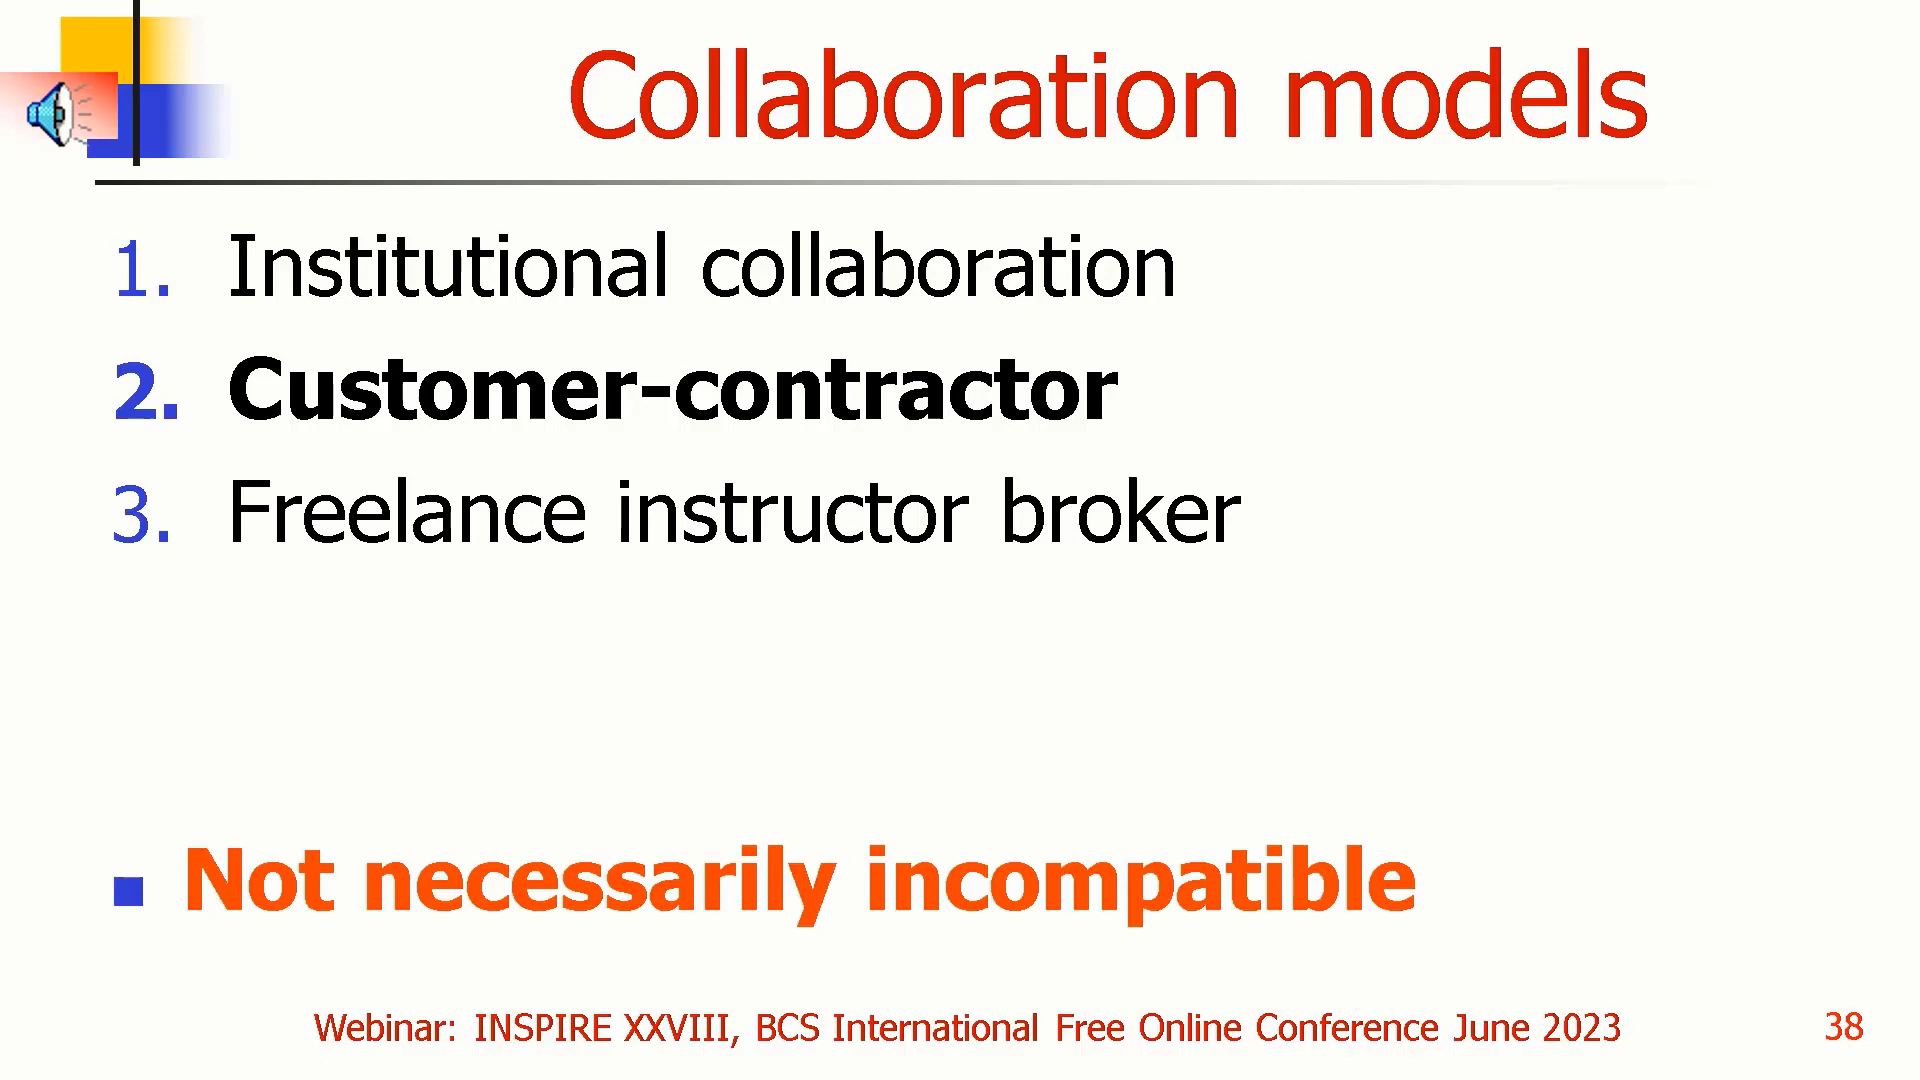 Collaboration models
1. Institutional collaboration
2. Customer-contractor
3. Freelance instructor broker
Not necessarily incompatible
Webinar: INSPIRE XXVIII, BCS International Free Online Conference June 2023
38